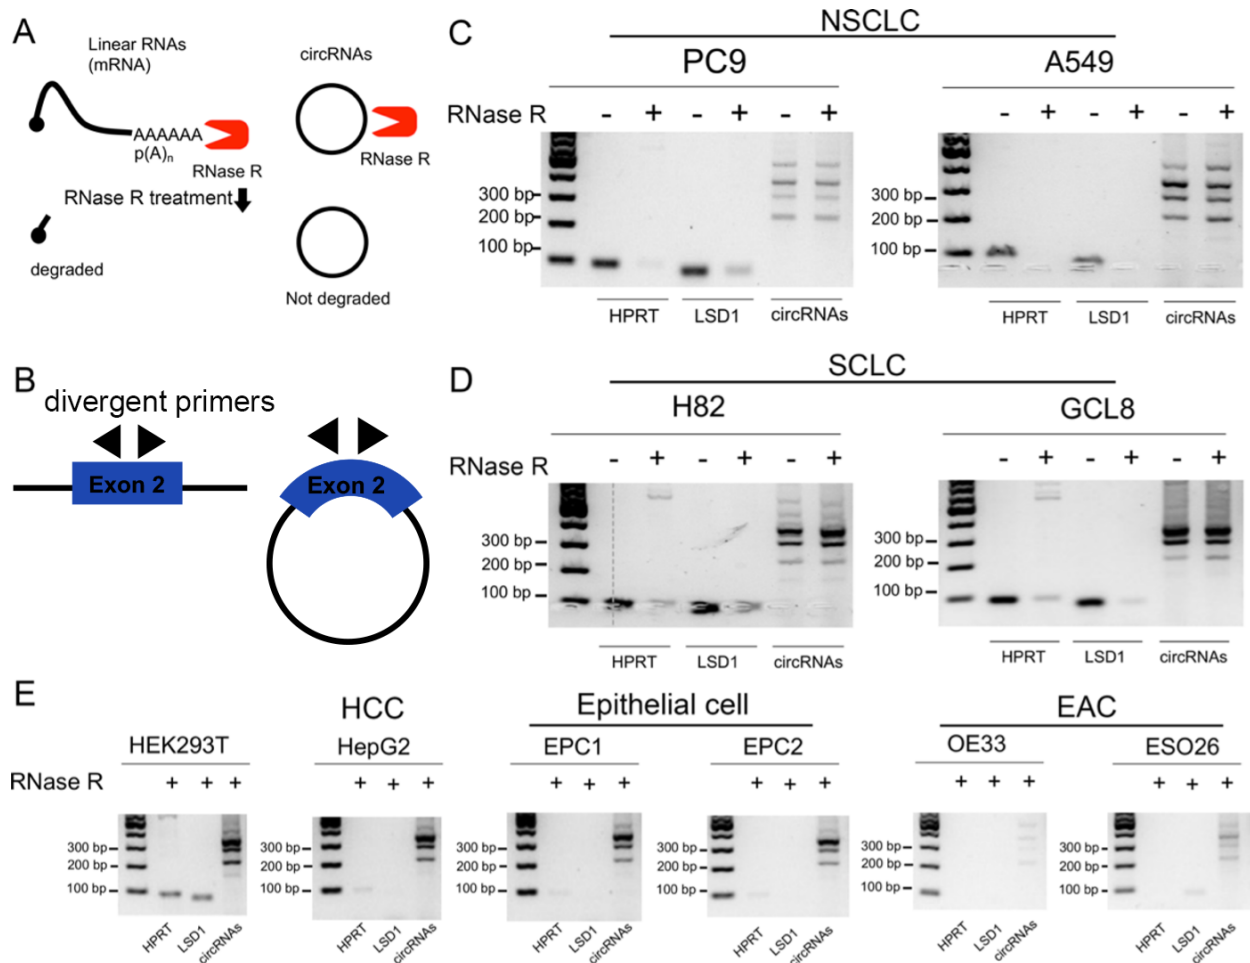 A
Linear RNAs
(mRNA)
circRNAs
AAAAAA
p(A)n
RNase R
RNase R
RNase R treatment
degraded
Not degraded
B
divergent primers
Exon 2
Exon 2
C
NSCLC
PC9
A549
RNase R
- + - + - +
- + - + - +
300 bp
200 bp
100 bp
300 bp
200 bp
100 bp
HPRT
LSD1
circRNAs
HPRT
LSD1
circRNAs
D
SCLC
H82
GCL8
RNase R
- + - + - +
- + - + - +
300 bp
200 bp
100 bp
300 bp
200 bp
100 bp
HPRT
LSD1
circRNAs
HPRT
LSD1
circRNAs
E
HCC
Epithelial cell
EAC
HEK293T
HepG2
EPC1
EPC2
OE33
ESO26
RNase R
+ + +
+ + +
+ + +
+ + +
+ + +
+ + +
300 bp
200 bp
100 bp
300 bp
200 bp
100 bp
300 bp
200 bp
100 bp
300 bp
200 bp
100 bp
300 bp
200 bp
100 bp
300 bp
200 bp
100 bp
HPRT
LSD1
circRNAs
HPRT
LSD1
circRNAs
HPRT
LSD1
circRNAs
HPRT
LSD1
circRNAs
HPRT
LSD1
circRNAs
HPRT
LSD1
circRNAs